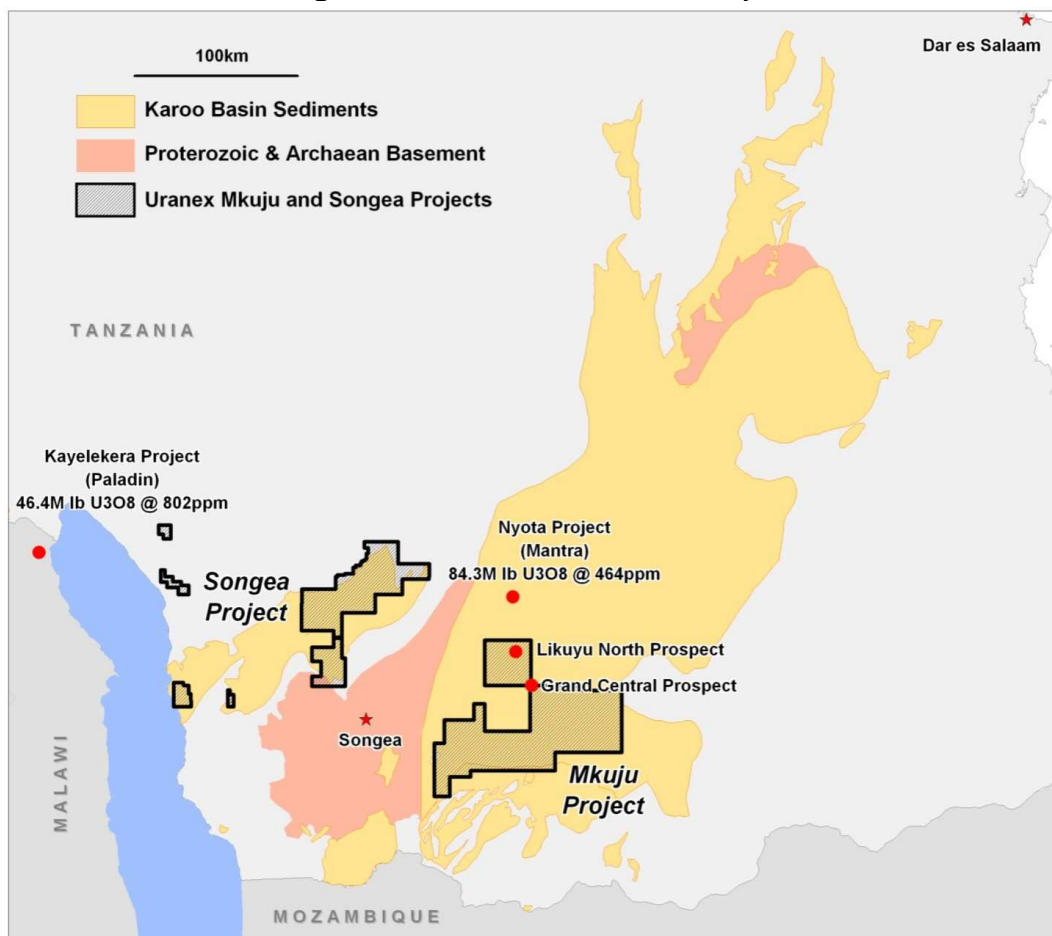 Dar es Salaam
100km
Karoo Basin Sediments
Proterozoic & Archaean Basement
Uranex Mkuju and Songea Projects
TANZANIA
Kayelekera Project
(Paladin)
46.4M lb U3O8 @ 802ppm
Nyota Project
(Mantra)
84.3M lb U3O8 @ 464ppm
Songea
Project
Likuyu North Prospect
Grand Central Prospect
Songea
MALAWI
Mkuju
Project
MOZAMBIQUE